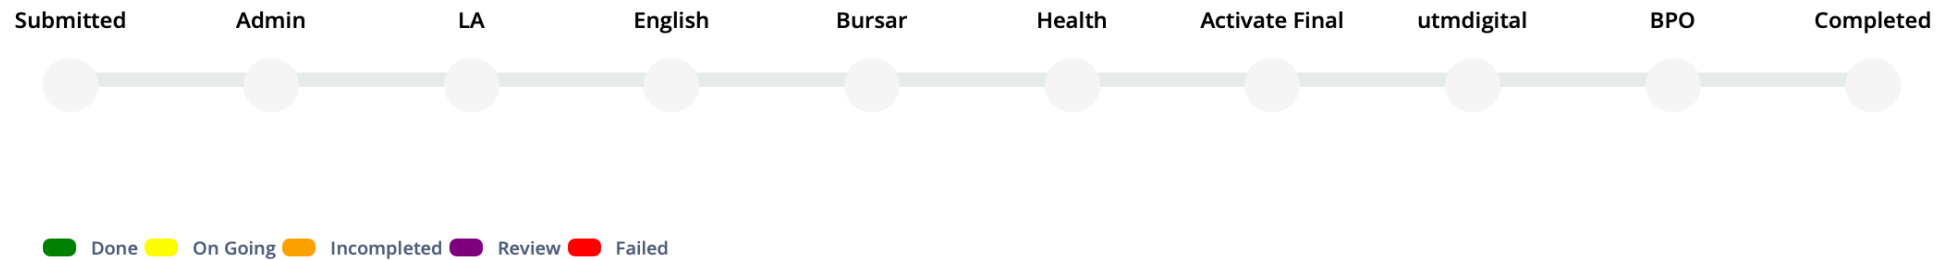 Submitted Admin LA English Bursar Health Activate Final utmdigital BPO Completed
Done On Going Incompleted Review Failed